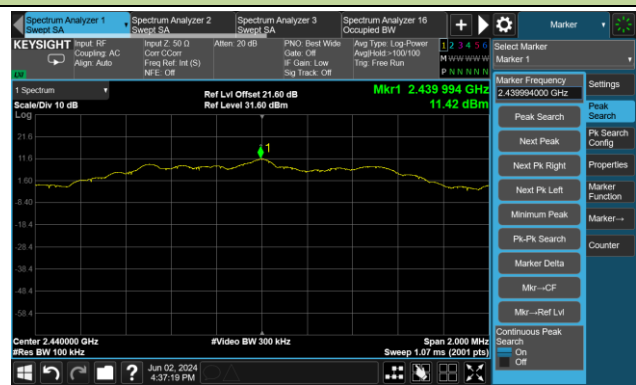 Spectrum Analyzer 1
Swept SA
Spectrum Analyzer 2
Swept SA
Spectrum Analyzer 3
Swept SA
Spectrum Analyzer 16
Occupied BW
Marker
KEYSIGHT
Input: RF
Coupling: AC
Align: Auto
Input Z: 50 Ω
Corr CCorr
Freq Ref: Int (S)
NFE: Off
Atten: 20 dB
PNO: Best Wide
Gate: Off
IF Gain: Low
Sig Track: Off
Avg Type: Log-Power
Avg|Hold:>100/100
Trig: Free Run
1 2 3 4 5 6
M W W W W W
P N N N N N
LXI
Select Marker
Marker 1
1 Spectrum
Scale/Div 10 dB
Log
Ref Lvl Offset 21.60 dB
Ref Level 31.60 dBm
Mkr1 2.439 994 GHz
11.42 dBm
1
21.6
11.6
1.60
-8.40
-18.4
-28.4
-38.4
-48.4
-58.4
Center 2.440000 GHz
#Res BW 100 kHz
#Video BW 300 kHz
Span 2.000 MHz
Sweep 1.07 ms (2001 pts)
Marker Frequency
2.439994000 GHz
Peak Search
Next Peak
Next Pk Right
Next Pk Left
Minimum Peak
Pk-Pk Search
Marker Delta
Mkr→CF
Mkr→Ref Lvl
Continuous Peak
Search
On
Off
Settings
Peak
Search
Pk Search
Config
Properties
Marker
Function
Marker→
Counter
?
Jun 02, 2024
4:37:19 PM